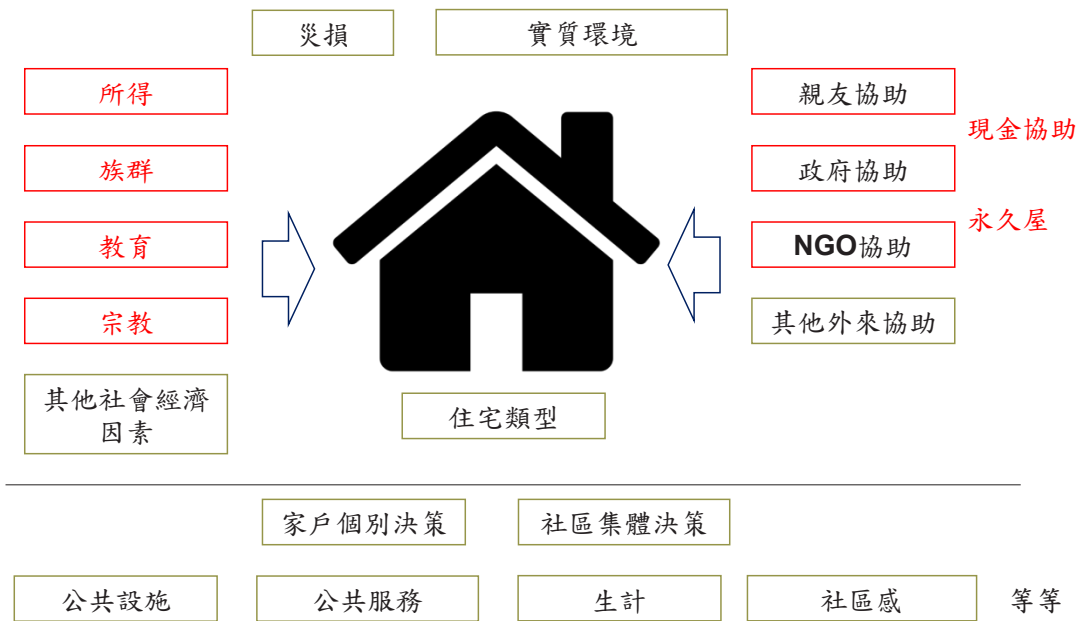 災損
實質環境
所得
族群
教育
宗教
其他社會經濟
因素
親友協助
政府協助
NGO協助
其他外來協助
現金協助
永久屋
住宅類型
家戶個別決策
社區集體決策
公共設施
公共服務
生計
社區感
等等